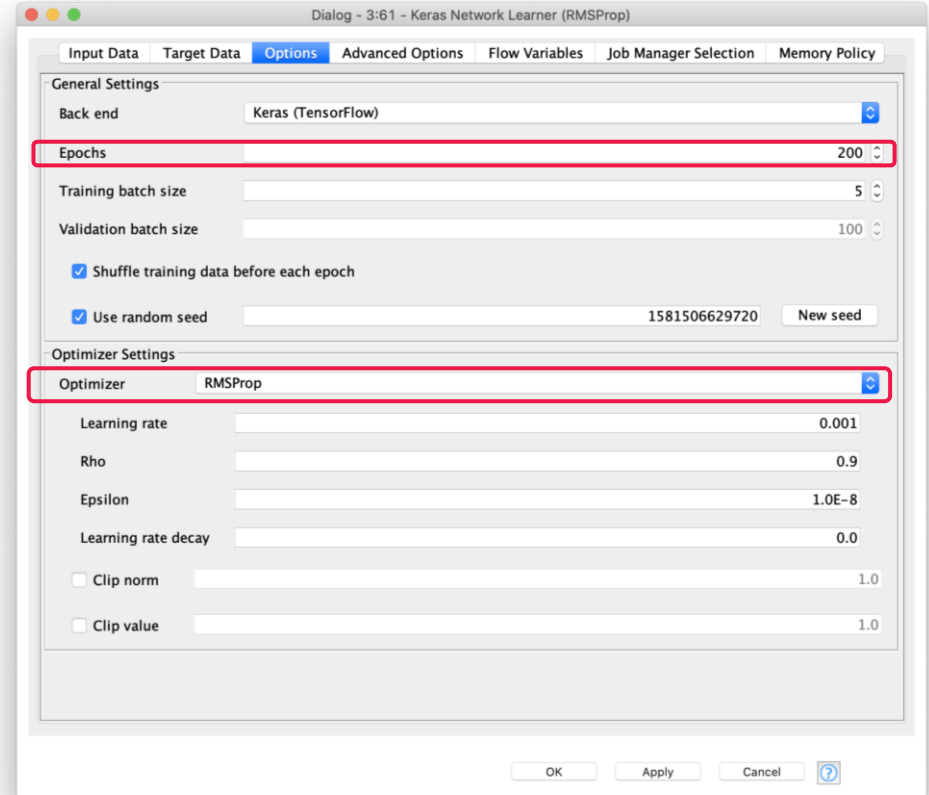 Dialog - 3:61 - Keras Network Learner (RMSProp)
Input Data Target Data Options Advanced Options Flow Variables Job Manager Selection Memory Policy
General Settings
Back end Keras (TensorFlow)
Epochs 200
Training batch size 5
Validation batch size 100
Shuffle training data before each epoch
Use random seed 1581506629720 New seed
Optimizer Settings
Optimizer RMSProp
Learning rate 0.001
Rho 0.9
Epsilon 1.0E-8
Learning rate decay 0.0
Clip norm 1.0
Clip value 1.0
OK Apply Cancel ?